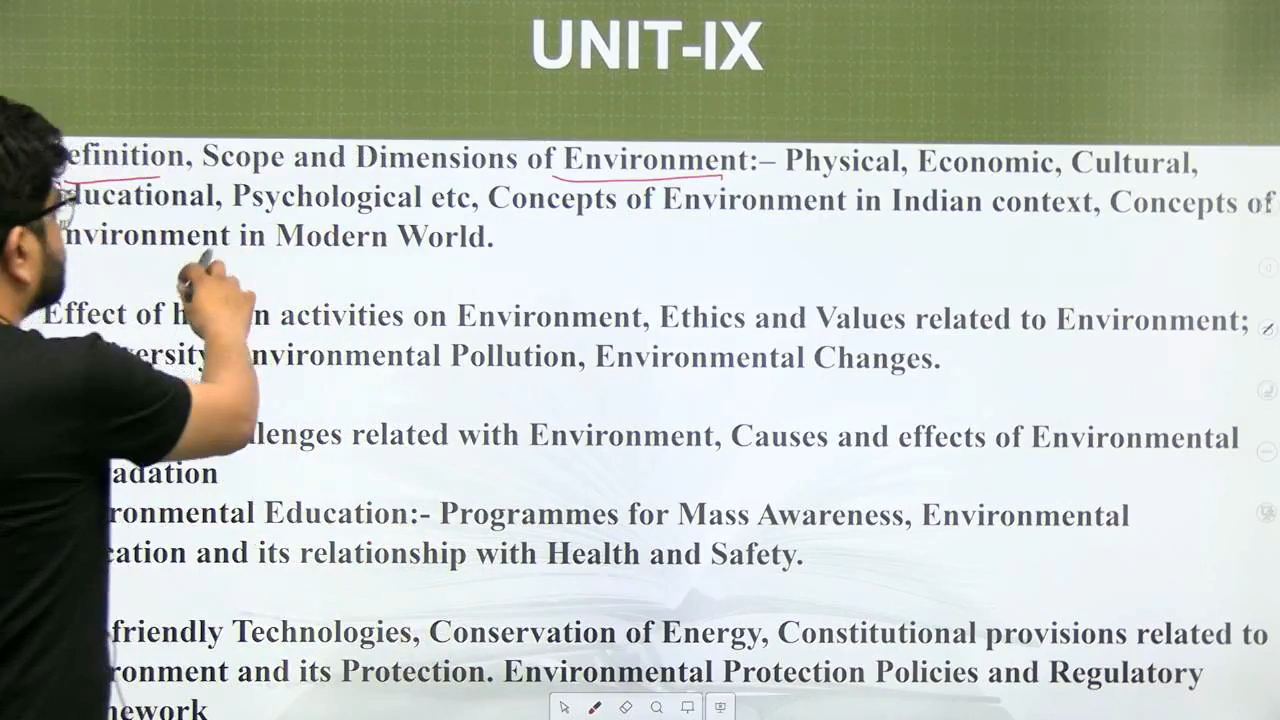 UNIT-IX
efinition, Scope and Dimensions of Environment:– Physical, Economic, Cultural,
ducational, Psychological etc, Concepts of Environment in Indian context, Concepts of
nvironment in Modern World.
Effect of h n activities on Environment, Ethics and Values related to Environment;
ersity, nvironmental Pollution, Environmental Changes.
llenges related with Environment, Causes and effects of Environmental
adation
ronmental Education:- Programmes for Mass Awareness, Environmental
cation and its relationship with Health and Safety.
friendly Technologies, Conservation of Energy, Constitutional provisions related to
ronment and its Protection. Environmental Protection Policies and Regulatory
mework